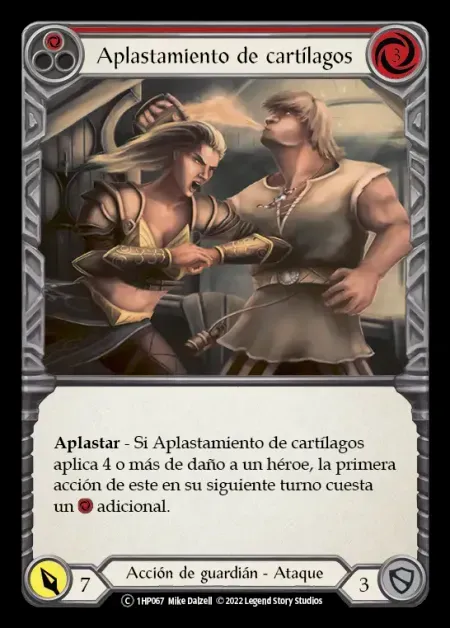 Aplastamiento de cartílagos
3
Aplastar - Si Aplastamiento de cartílagos
aplica 4 o más de daño a un héroe, la primera
acción de este en su siguiente turno cuesta
un adicional.
7
Acción de guardián - Ataque
3
C 1HP067 Mike Dalzell © 2022 Legend Story Studios